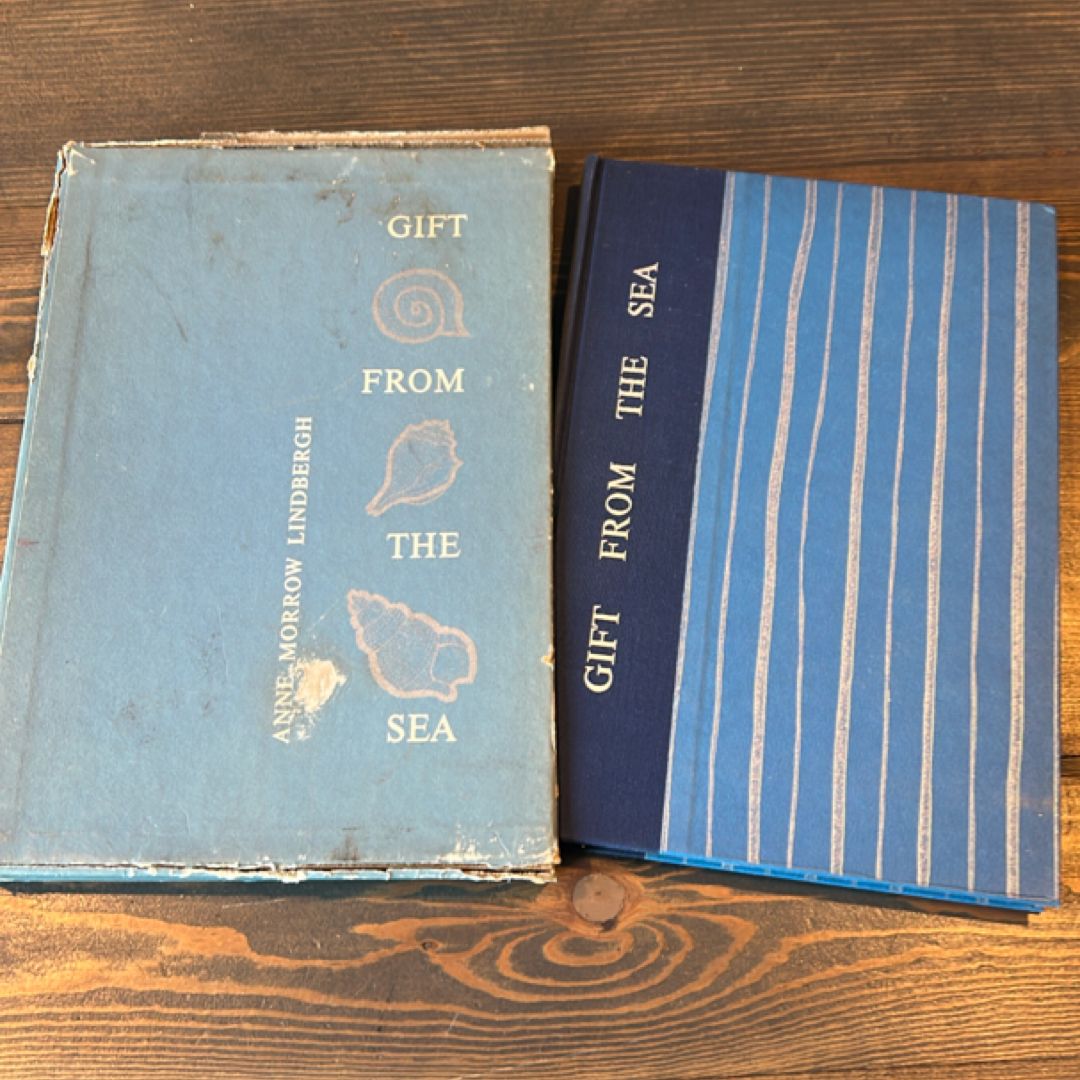 GIFT
FROM
THE
SEA
ANNE MORROW LINDBERGH
GIFT FROM THE SEA